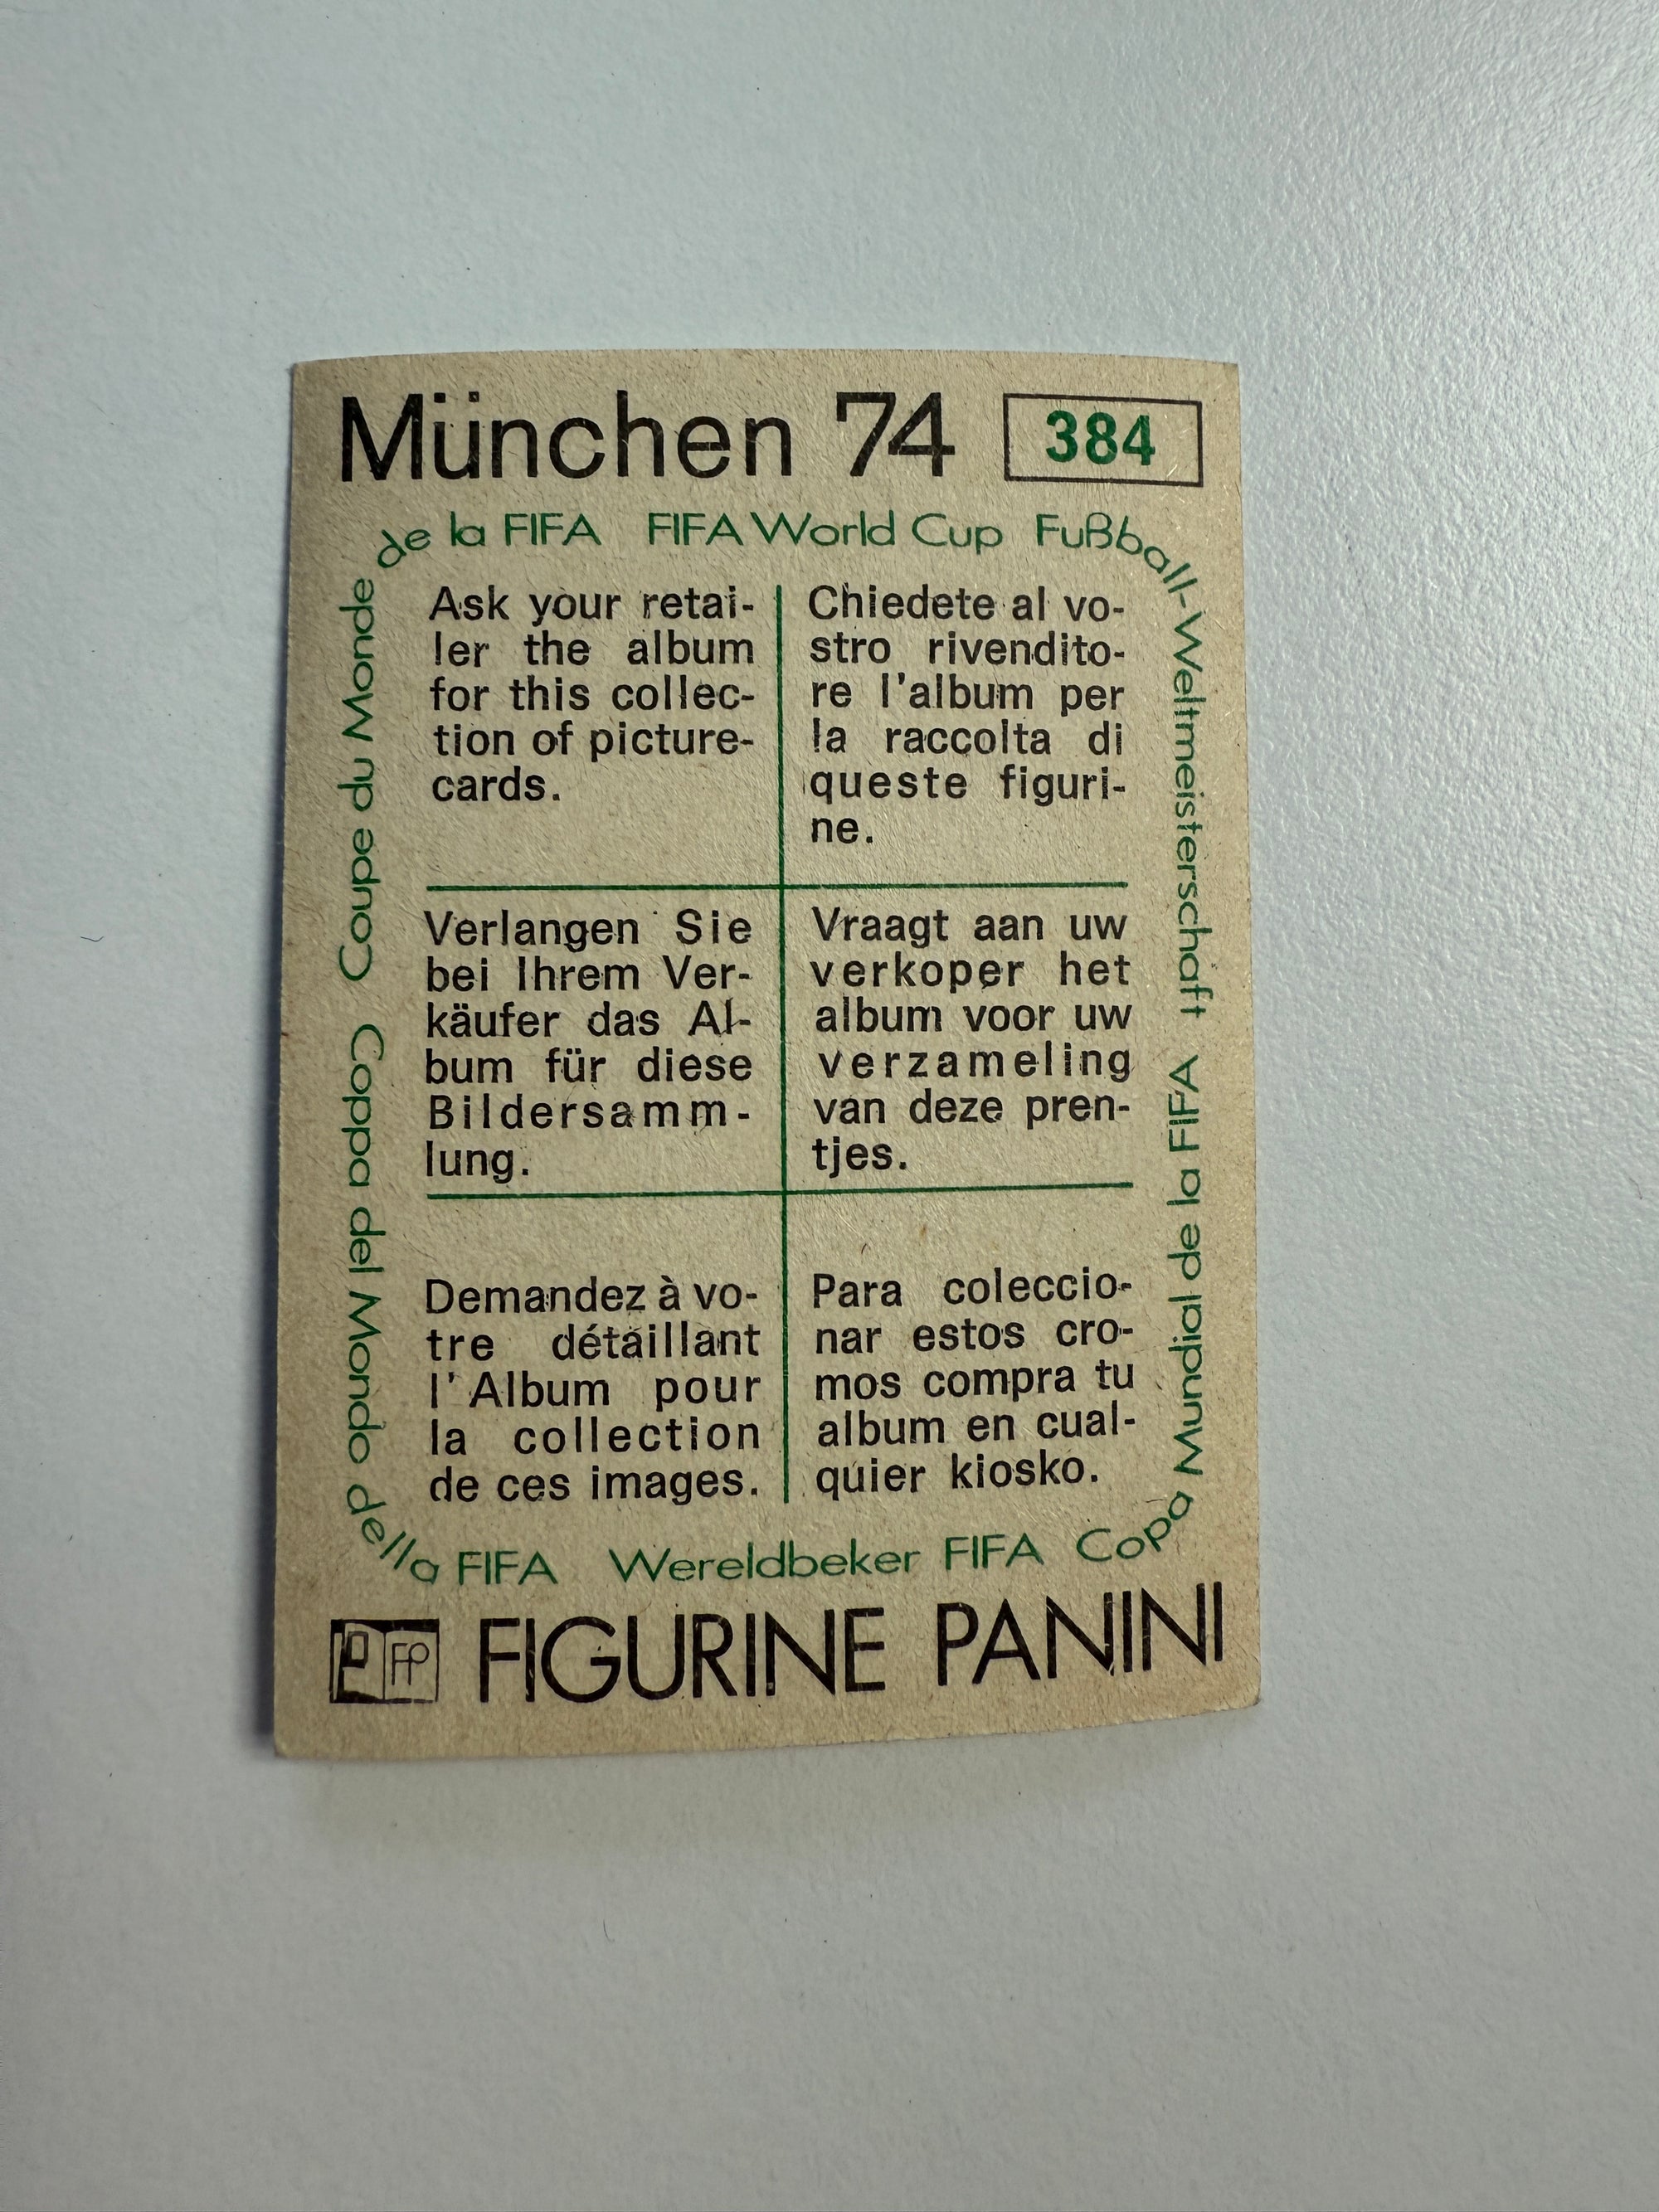 München 74
384
de la FIFA FIFA World Cup Fußball-Weltmeisterschaft
Ask your retai-
ler the album
for this collec-
tion of picture-
cards.
Chiedete al vo-
stro rivendito-
re l'album per
la raccolta di
queste figuri-
ne.
Verlangen Sie
bei Ihrem Ver-
käufer das Al-
bum für diese
Bildersamm-
lung.
Vraagt aan uw
verkoper het
album voor uw
verzameling
van deze pren-
tjes.
Demandez à vo-
tre détaillant
l'Album pour
la collection
de ces images.
Para coleccio-
nar estos cro-
mos compra tu
album en cual-
quier kiosko.
Coupe du Monde
Coppa del Mondo della FIFA
Wereldbeker FIFA
Copa Mundial de la FIFA
FP
FIGURINE PANINI